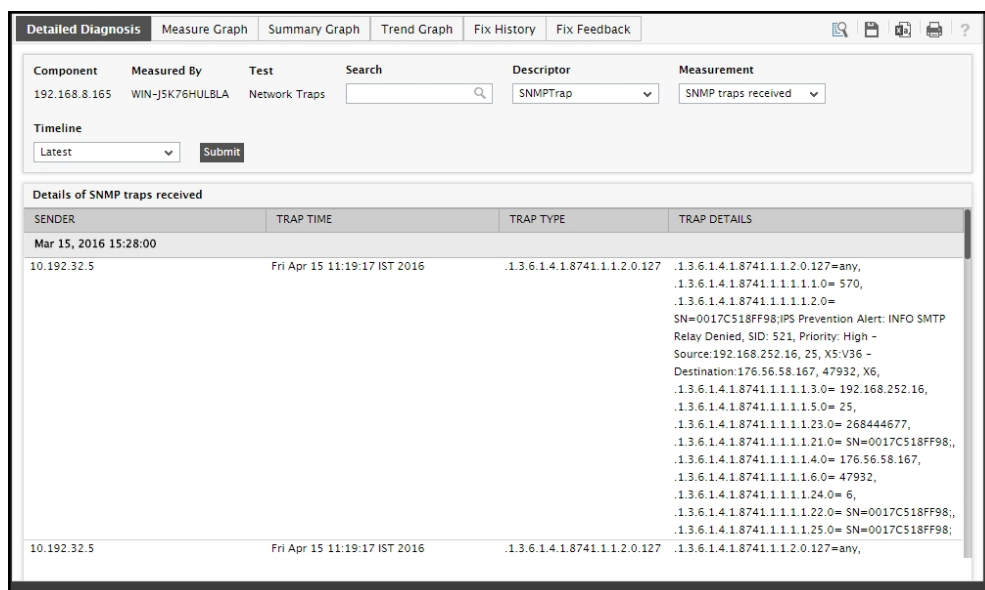 Detailed Diagnosis Measure Graph Summary Graph Trend Graph Fix History Fix Feedback ?
Component Measured By Test Search Descriptor Measurement
192.168.8.165 WIN-J5K76HULBLA Network Traps SNMPTrap SNMP traps received
Timeline
Latest Submit
Details of SNMP traps received
SENDER TRAP TIME TRAP TYPE TRAP DETAILS
Mar 15, 2016 15:28:00
10.192.32.5 Fri Apr 15 11:19:17 IST 2016 .1.3.6.1.4.1.8741.1.1.2.0.127 .1.3.6.1.4.1.8741.1.1.2.0.127=any,
.1.3.6.1.4.1.8741.1.1.1.1.1.0= 570,
.1.3.6.1.4.1.8741.1.1.1.1.2.0=
SN=0017C518FF98;IPS Prevention Alert: INFO SMTP
Relay Denied, SID: 521, Priority: High -
Source:192.168.252.16, 25, X5:V36 -
Destination:176.56.58.167, 47932, X6,
.1.3.6.1.4.1.8741.1.1.1.1.3.0= 192.168.252.16,
.1.3.6.1.4.1.8741.1.1.1.1.5.0= 25,
.1.3.6.1.4.1.8741.1.1.1.1.23.0= 268444677,
.1.3.6.1.4.1.8741.1.1.1.1.21.0= SN=0017C518FF98;,
.1.3.6.1.4.1.8741.1.1.1.1.4.0= 176.56.58.167,
.1.3.6.1.4.1.8741.1.1.1.1.6.0= 47932,
.1.3.6.1.4.1.8741.1.1.1.1.24.0= 6,
.1.3.6.1.4.1.8741.1.1.1.1.22.0= SN=0017C518FF98;,
.1.3.6.1.4.1.8741.1.1.1.1.25.0= SN=0017C518FF98;
10.192.32.5 Fri Apr 15 11:19:17 IST 2016 .1.3.6.1.4.1.8741.1.1.2.0.127 .1.3.6.1.4.1.8741.1.1.2.0.127=any,